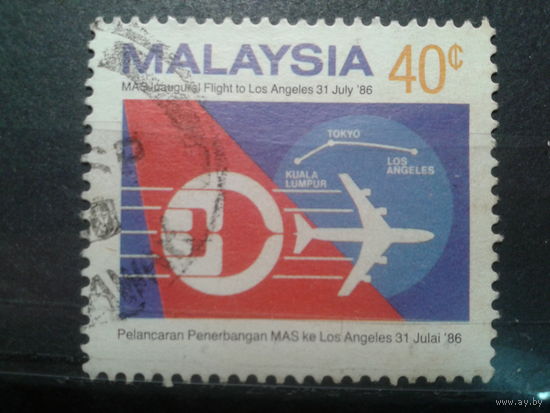 MALAYSIA 40¢
MAS Inaugural Flight to Los Angeles 31 July '86
TOKYO
KUALA
LUMPUR
LOS
ANGELES
Pelancaran Penerbangan MAS ke Los Angeles 31 Julai '86
www.ay.by